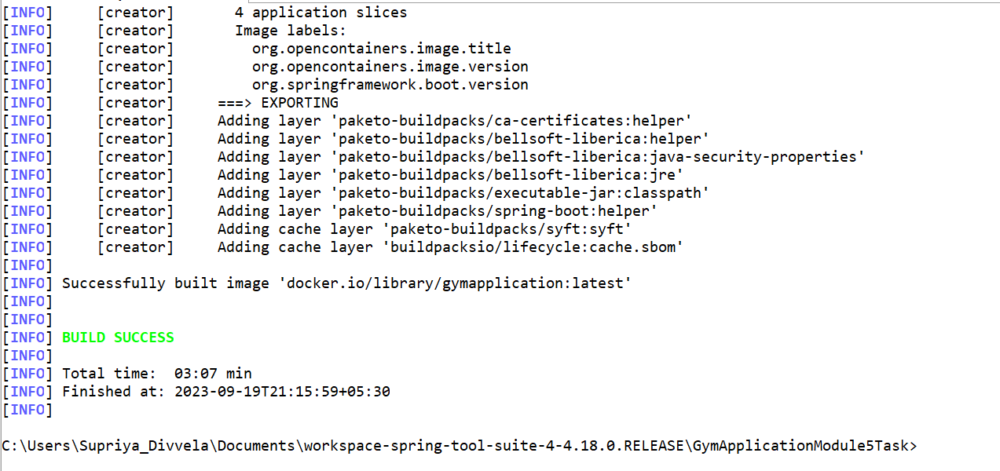 [INFO]     [creator]       4 application slices
[INFO]     [creator]       Image labels:
[INFO]     [creator]         org.opencontainers.image.title
[INFO]     [creator]         org.opencontainers.image.version
[INFO]     [creator]         org.springframework.boot.version
[INFO]     [creator]     ===> EXPORTING
[INFO]     [creator]     Adding layer 'paketo-buildpacks/ca-certificates:helper'
[INFO]     [creator]     Adding layer 'paketo-buildpacks/bellsoft-liberica:helper'
[INFO]     [creator]     Adding layer 'paketo-buildpacks/bellsoft-liberica:java-security-properties'
[INFO]     [creator]     Adding layer 'paketo-buildpacks/bellsoft-liberica:jre'
[INFO]     [creator]     Adding layer 'paketo-buildpacks/executable-jar:classpath'
[INFO]     [creator]     Adding layer 'paketo-buildpacks/spring-boot:helper'
[INFO]     [creator]     Adding cache layer 'paketo-buildpacks/syft:syft'
[INFO]     [creator]     Adding cache layer 'buildpacksio/lifecycle:cache.sbom'
[INFO]
[INFO] Successfully built image 'docker.io/library/gymapplication:latest'
[INFO]
[INFO]
[INFO] BUILD SUCCESS
[INFO]
[INFO] Total time:  03:07 min
[INFO] Finished at: 2023-09-19T21:15:59+05:30
[INFO]
C:\Users\Supriya_Divvela\Documents\workspace-spring-tool-suite-4-4.18.0.RELEASE\GymApplicationModule5Task>